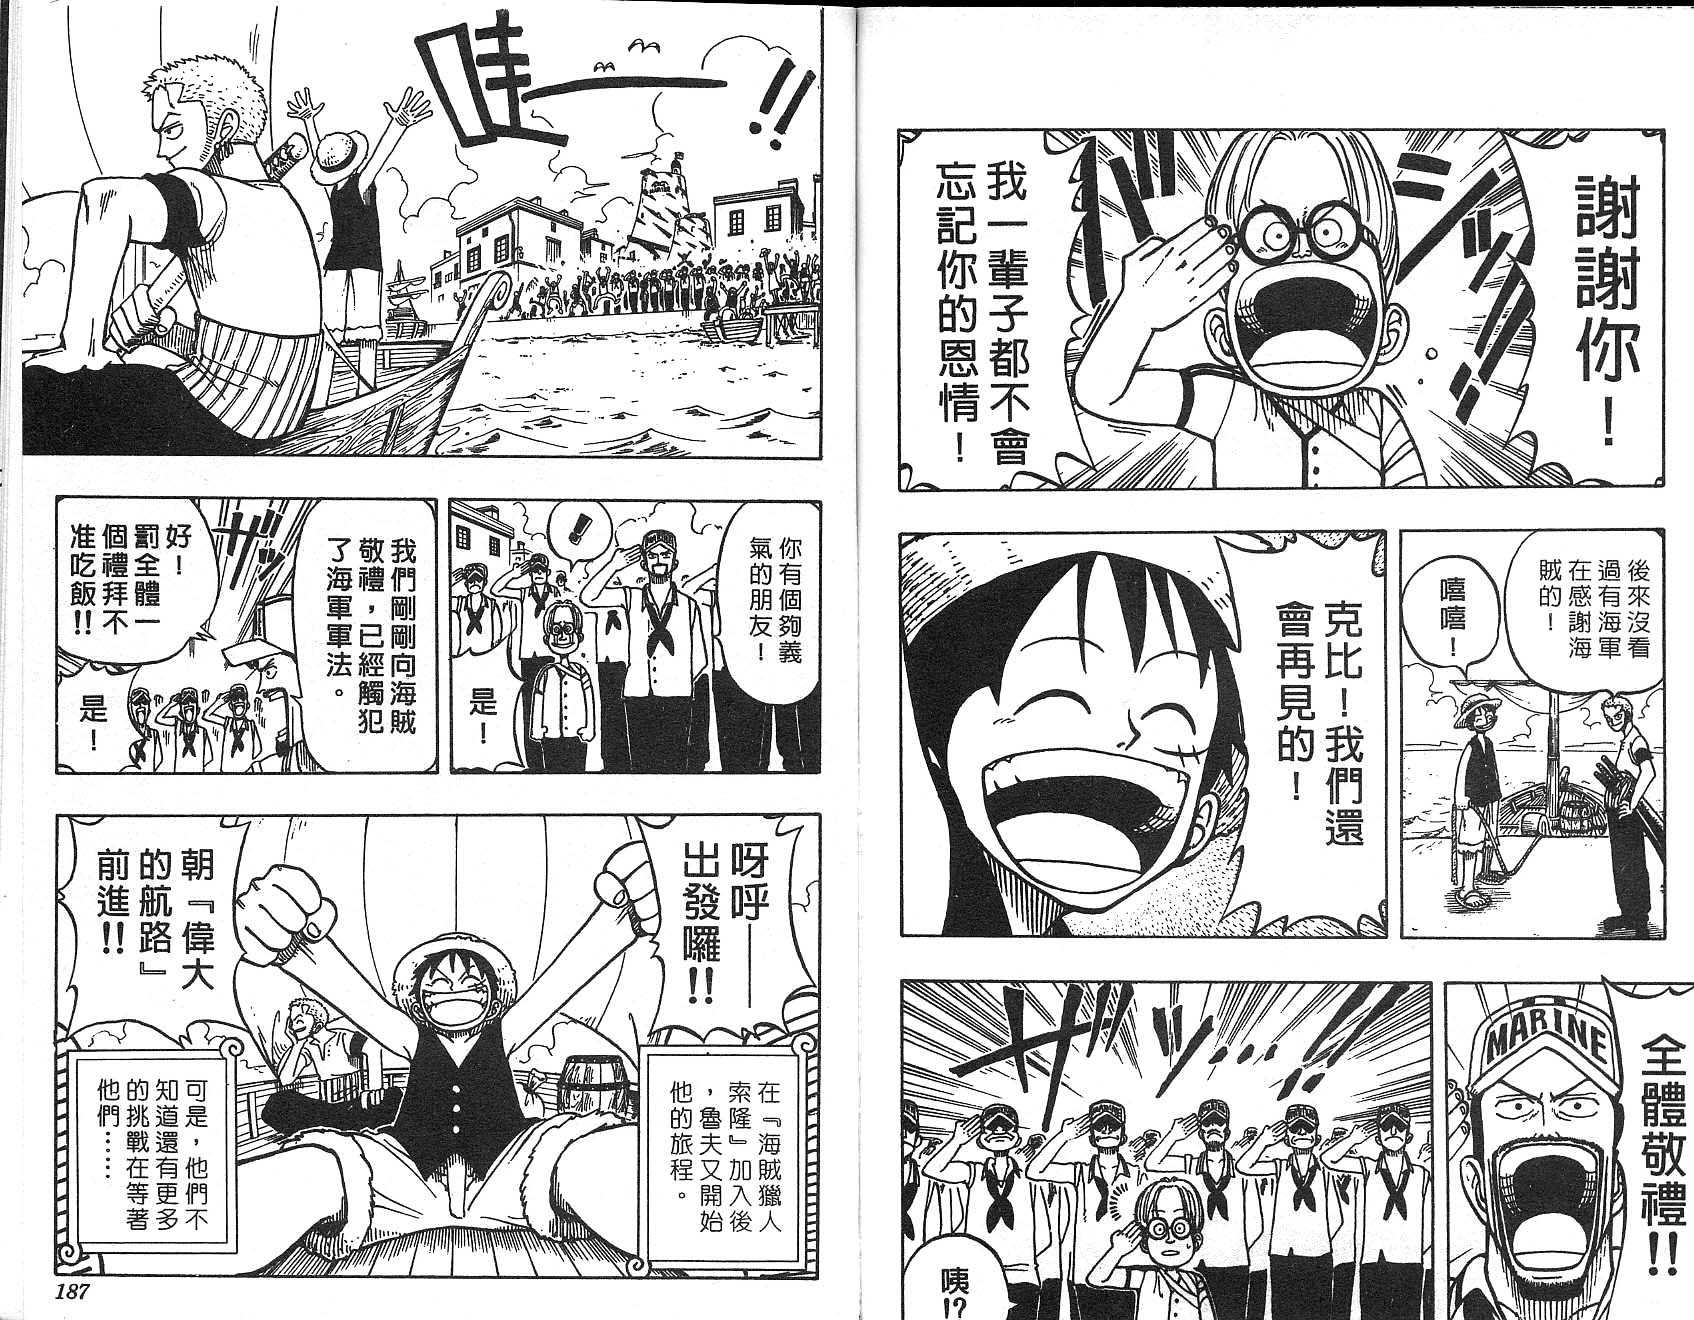 謝謝你！
我一輩子都不會
忘記你的恩情！
後來沒看
過有海軍
在感謝海
賊的！
嘻嘻！
克比！我們還
會再見的！
全體敬禮!!
MARINE
咦!?
哇——!!
你有個夠義
氣的朋友！
是！
我們剛剛向海賊
敬禮，已經觸犯
了海軍軍法。
好！
罰全體一
個禮拜不
准吃飯!!
是！
呀呼——
出發囉!!
朝『偉大
的航路』
前進!!
在『海賊獵人
索隆』加入後
，魯夫又開始
他的旅程。
可是，他們不
知道還有更多
的挑戰在等著
他們……
187